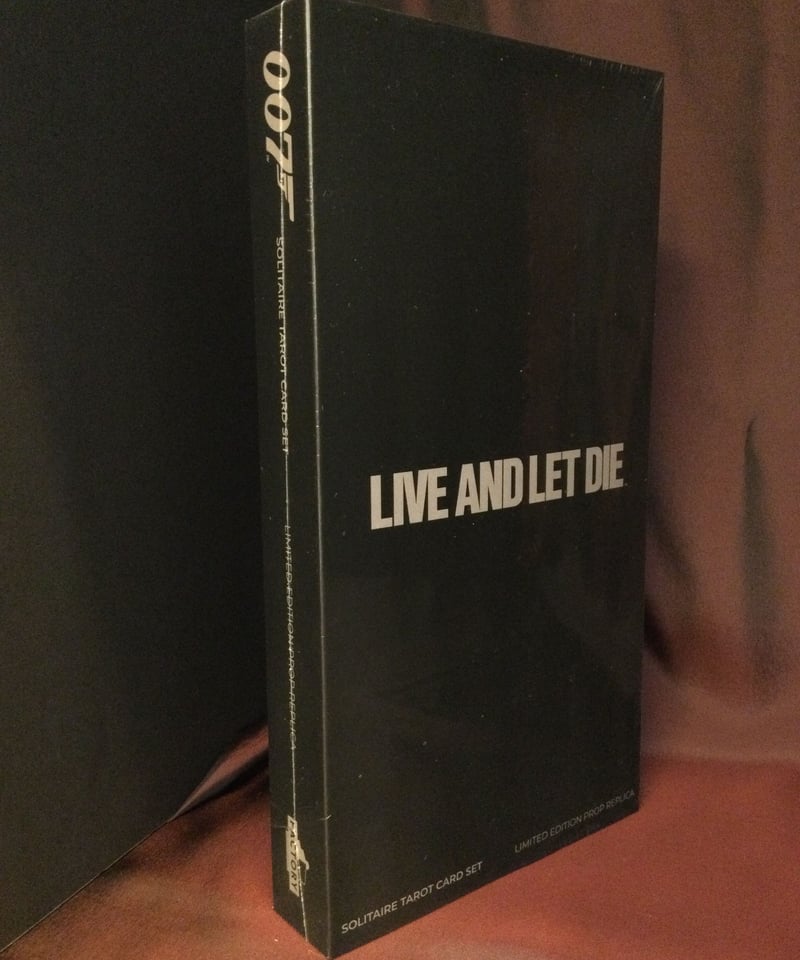 007
SOLITAIRE TAROT CARD SET
LIMITED EDITION PROP REPLICA
FACTORY
LIVE AND LET DIE
SOLITAIRE TAROT CARD SET
LIMITED EDITION PROP REPLICA